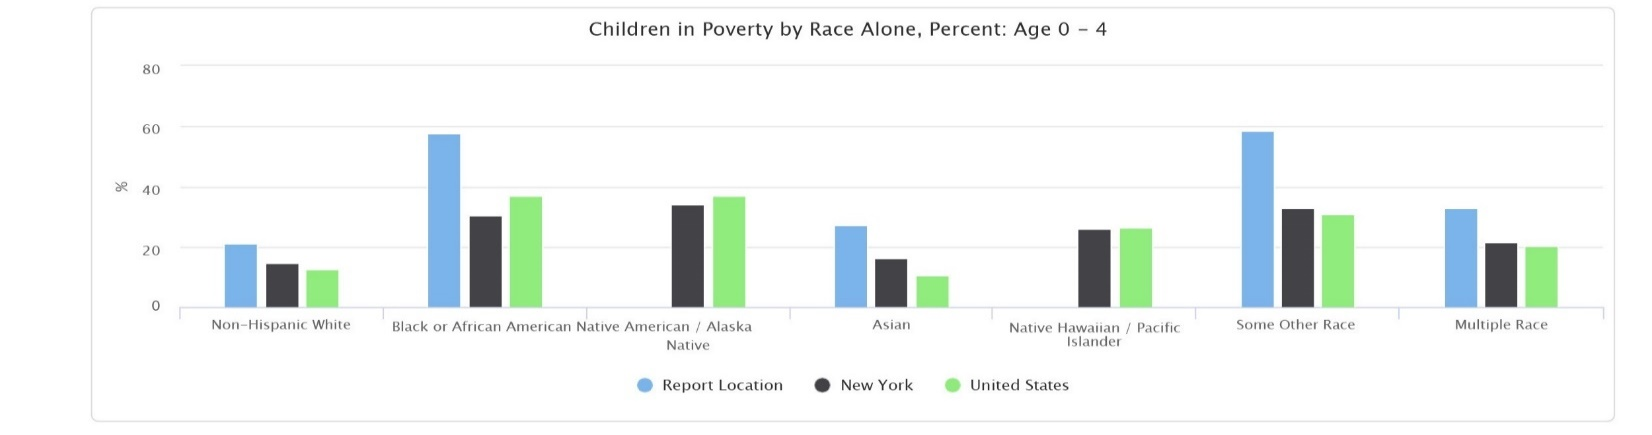 Children in Poverty by Race Alone, Percent: Age 0 – 4
80
60
%
40
20
0
Non-Hispanic White
Black or African American
Native American / Alaska
Native
Asian
Native Hawaiian / Pacific
Islander
Some Other Race
Multiple Race
Report Location
New York
United States